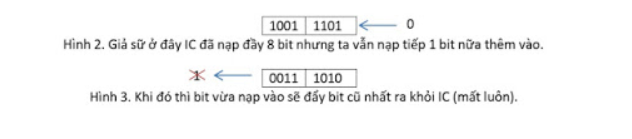 1001 1101 0
Hình 2. Giả sữ ở đây IC đã nạp đầy 8 bit nhưng ta vẫn nạp tiếp 1 bit nữa thêm vào.
1 0011 1010
Hình 3. Khi đó thì bit vừa nạp vào sẽ đẩy bit cũ nhất ra khỏi IC (mất luôn).